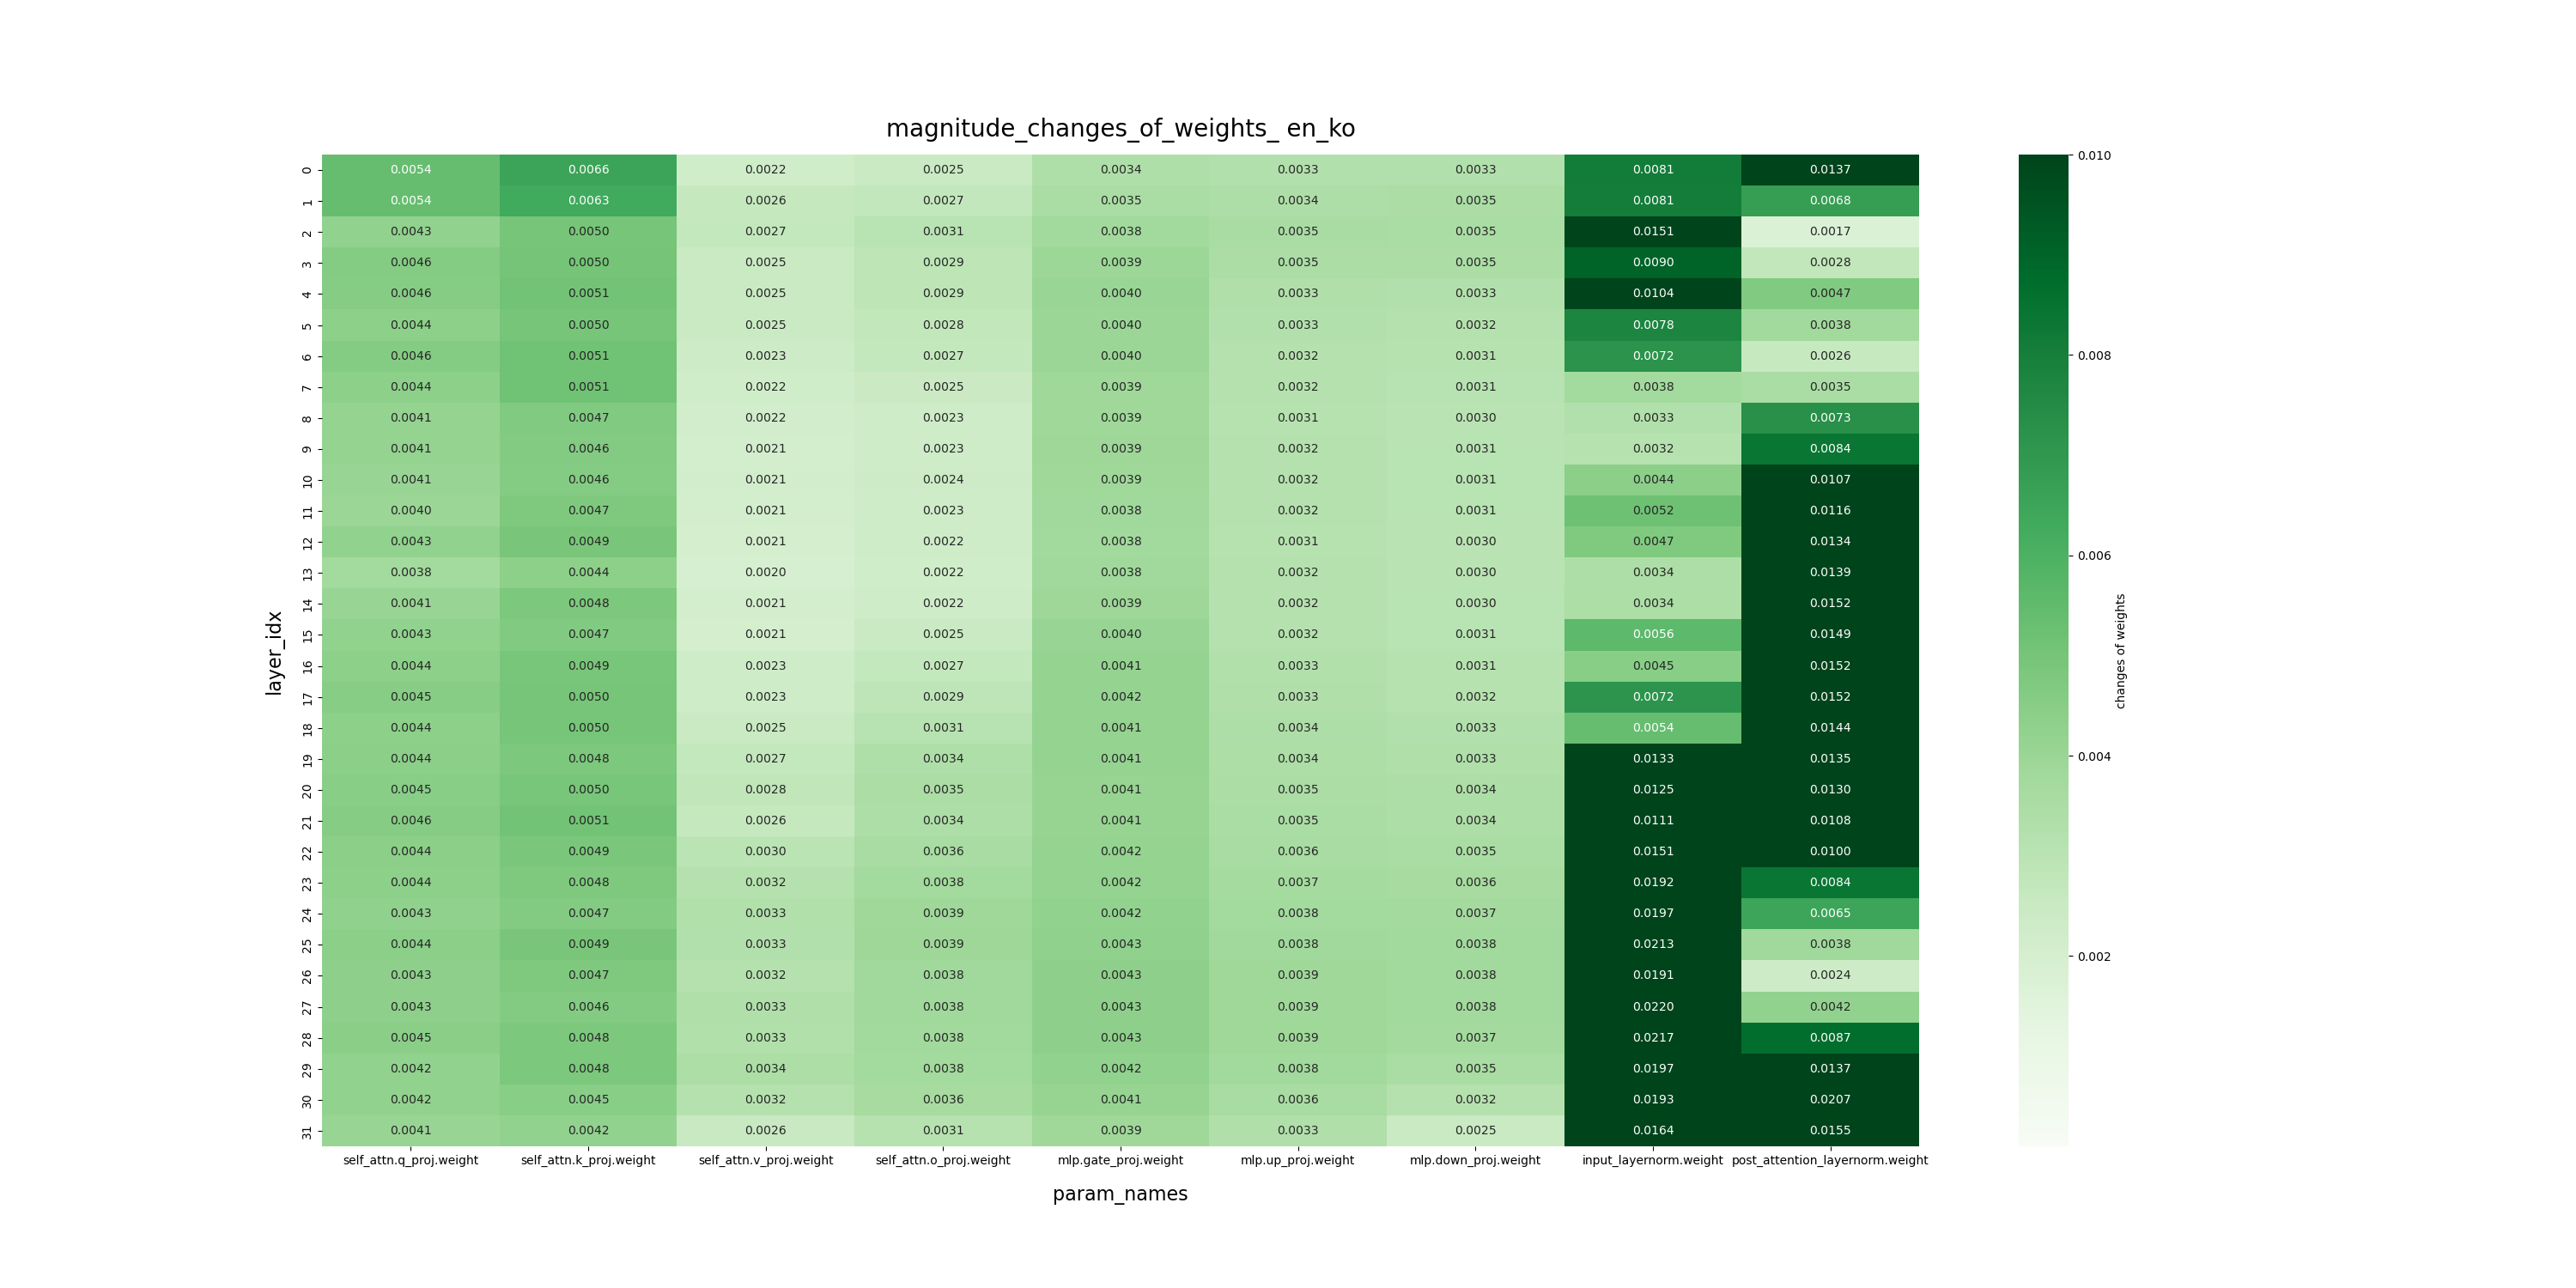 magnitude_changes_of_weights_ en_ko
0 0.0054 0.0066 0.0022 0.0025 0.0034 0.0033 0.0033 0.0081 0.0137
1 0.0054 0.0063 0.0026 0.0027 0.0035 0.0034 0.0035 0.0081 0.0068
2 0.0043 0.0050 0.0027 0.0031 0.0038 0.0035 0.0035 0.0151 0.0017
3 0.0046 0.0050 0.0025 0.0029 0.0039 0.0035 0.0035 0.0090 0.0028
4 0.0046 0.0051 0.0025 0.0029 0.0040 0.0033 0.0033 0.0104 0.0047
5 0.0044 0.0050 0.0025 0.0028 0.0040 0.0033 0.0032 0.0078 0.0038
6 0.0046 0.0051 0.0023 0.0027 0.0040 0.0032 0.0031 0.0072 0.0026
7 0.0044 0.0051 0.0022 0.0025 0.0039 0.0032 0.0031 0.0038 0.0035
8 0.0041 0.0047 0.0022 0.0023 0.0039 0.0031 0.0030 0.0033 0.0073
9 0.0041 0.0046 0.0021 0.0023 0.0039 0.0032 0.0031 0.0032 0.0084
10 0.0041 0.0046 0.0021 0.0024 0.0039 0.0032 0.0031 0.0044 0.0107
11 0.0040 0.0047 0.0021 0.0023 0.0038 0.0032 0.0031 0.0052 0.0116
12 0.0043 0.0049 0.0021 0.0022 0.0038 0.0031 0.0030 0.0047 0.0134
13 0.0038 0.0044 0.0020 0.0022 0.0038 0.0032 0.0030 0.0034 0.0139
14 0.0041 0.0048 0.0021 0.0022 0.0039 0.0032 0.0030 0.0034 0.0152
15 0.0043 0.0047 0.0021 0.0025 0.0040 0.0032 0.0031 0.0056 0.0149
16 0.0044 0.0049 0.0023 0.0027 0.0041 0.0033 0.0031 0.0045 0.0152
17 0.0045 0.0050 0.0023 0.0029 0.0042 0.0033 0.0032 0.0072 0.0152
18 0.0044 0.0050 0.0025 0.0031 0.0041 0.0034 0.0033 0.0054 0.0144
19 0.0044 0.0048 0.0027 0.0034 0.0041 0.0034 0.0033 0.0133 0.0135
20 0.0045 0.0050 0.0028 0.0035 0.0041 0.0035 0.0034 0.0125 0.0130
21 0.0046 0.0051 0.0026 0.0034 0.0041 0.0035 0.0034 0.0111 0.0108
22 0.0044 0.0049 0.0030 0.0036 0.0042 0.0036 0.0035 0.0151 0.0100
23 0.0044 0.0048 0.0032 0.0038 0.0042 0.0037 0.0036 0.0192 0.0084
24 0.0043 0.0047 0.0033 0.0039 0.0042 0.0038 0.0037 0.0197 0.0065
25 0.0044 0.0049 0.0033 0.0039 0.0043 0.0038 0.0038 0.0213 0.0038
26 0.0043 0.0047 0.0032 0.0038 0.0043 0.0039 0.0038 0.0191 0.0024
27 0.0043 0.0046 0.0033 0.0038 0.0043 0.0039 0.0038 0.0220 0.0042
28 0.0045 0.0048 0.0033 0.0038 0.0043 0.0039 0.0037 0.0217 0.0087
29 0.0042 0.0048 0.0034 0.0038 0.0042 0.0038 0.0035 0.0197 0.0137
30 0.0042 0.0045 0.0032 0.0036 0.0041 0.0036 0.0032 0.0193 0.0207
31 0.0041 0.0042 0.0026 0.0031 0.0039 0.0033 0.0025 0.0164 0.0155
layer_idx
self_attn.q_proj.weight self_attn.k_proj.weight self_attn.v_proj.weight self_attn.o_proj.weight mlp.gate_proj.weight mlp.up_proj.weight mlp.down_proj.weight input_layernorm.weight post_attention_layernorm.weight
param_names
0.010
0.008
0.006
0.004
0.002
changes of weights